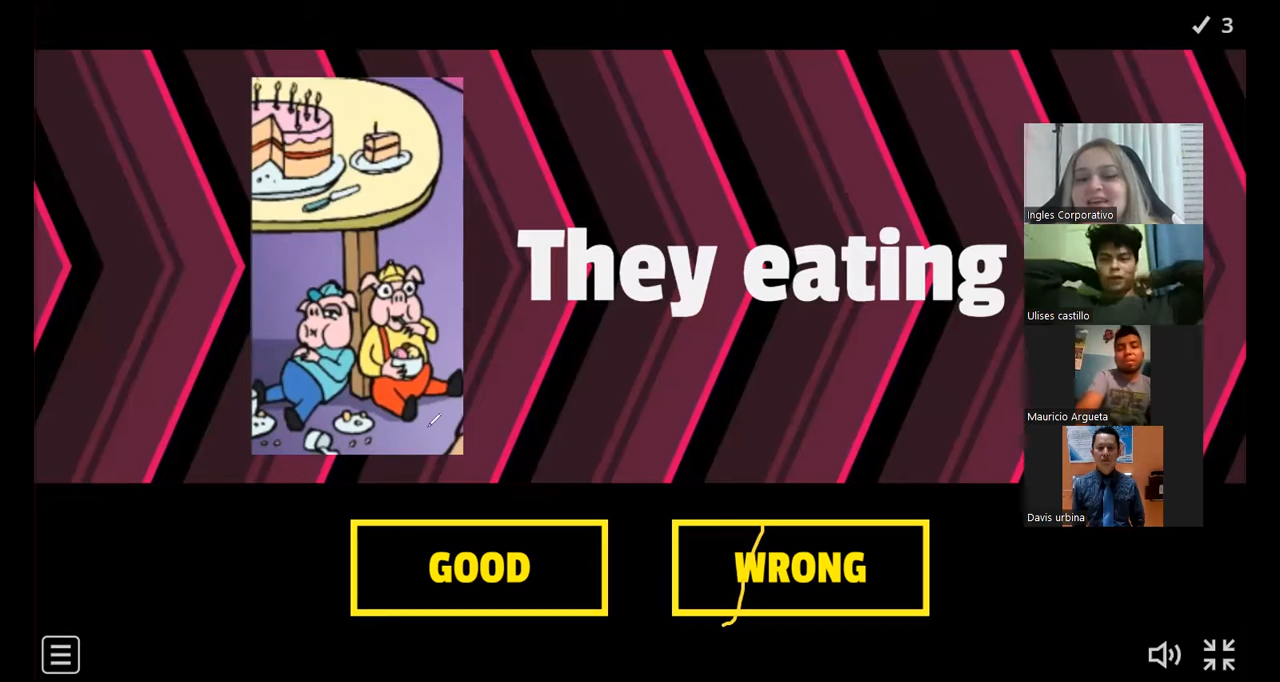 3
They eating
Ingles Corporativo
Ulises castillo
Mauricio Argueta
Davis urbina
GOOD
WRONG